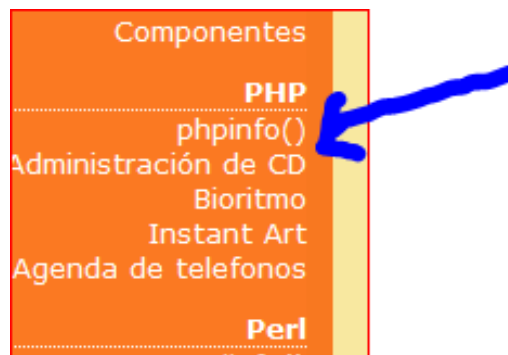 Componentes
PHP
phpinfo()
Administración de CD
Bioritmo
Instant Art
Agenda de telefonos
Perl